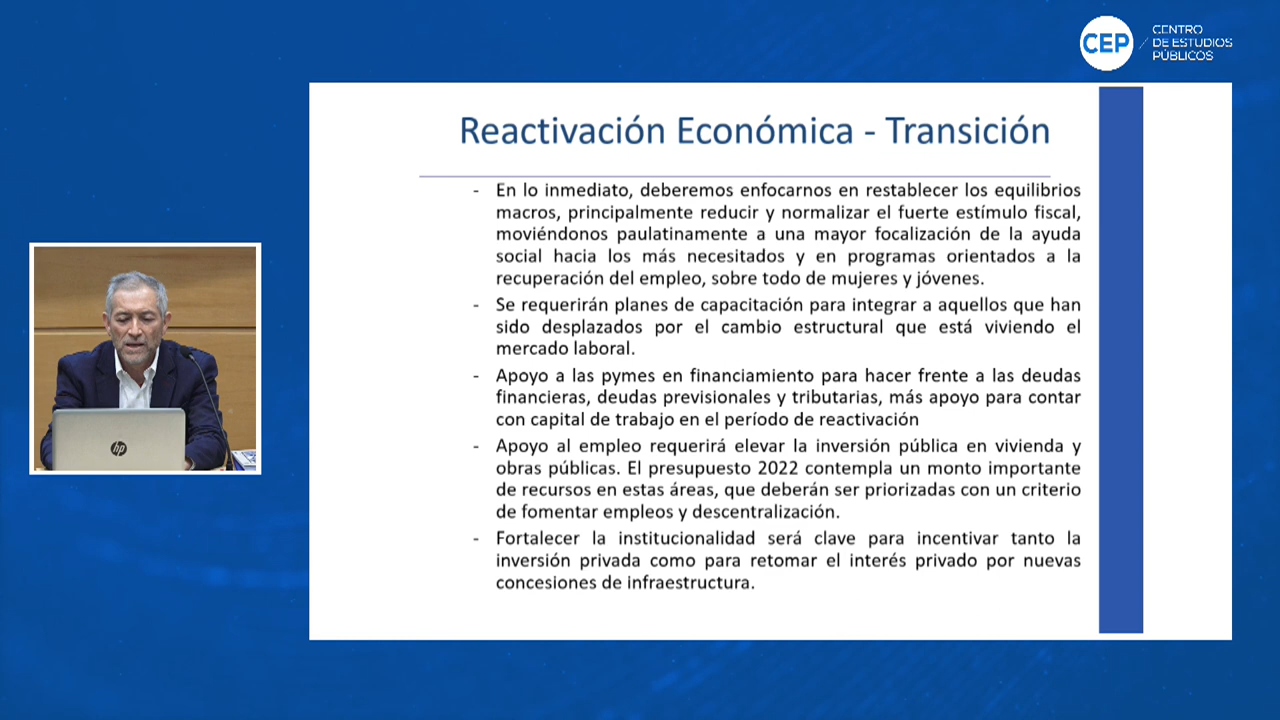 CEP
CENTRO
DE ESTUDIOS
PÚBLICOS
Reactivación Económica - Transición
- En lo inmediato, deberemos enfocarnos en restablecer los equilibrios
macros, principalmente reducir y normalizar el fuerte estímulo fiscal,
moviéndonos paulatinamente a una mayor focalización de la ayuda
social hacia los más necesitados y en programas orientados a la
recuperación del empleo, sobre todo de mujeres y jóvenes.
- Se requerirán planes de capacitación para integrar a aquellos que han
sido desplazados por el cambio estructural que está viviendo el
mercado laboral.
- Apoyo a las pymes en financiamiento para hacer frente a las deudas
financieras, deudas previsionales y tributarias, más apoyo para contar
con capital de trabajo en el período de reactivación
- Apoyo al empleo requerirá elevar la inversión pública en vivienda y
obras públicas. El presupuesto 2022 contempla un monto importante
de recursos en estas áreas, que deberán ser priorizadas con un criterio
de fomentar empleos y descentralización.
- Fortalecer la institucionalidad será clave para incentivar tanto la
inversión privada como para retomar el interés privado por nuevas
concesiones de infraestructura.
hp